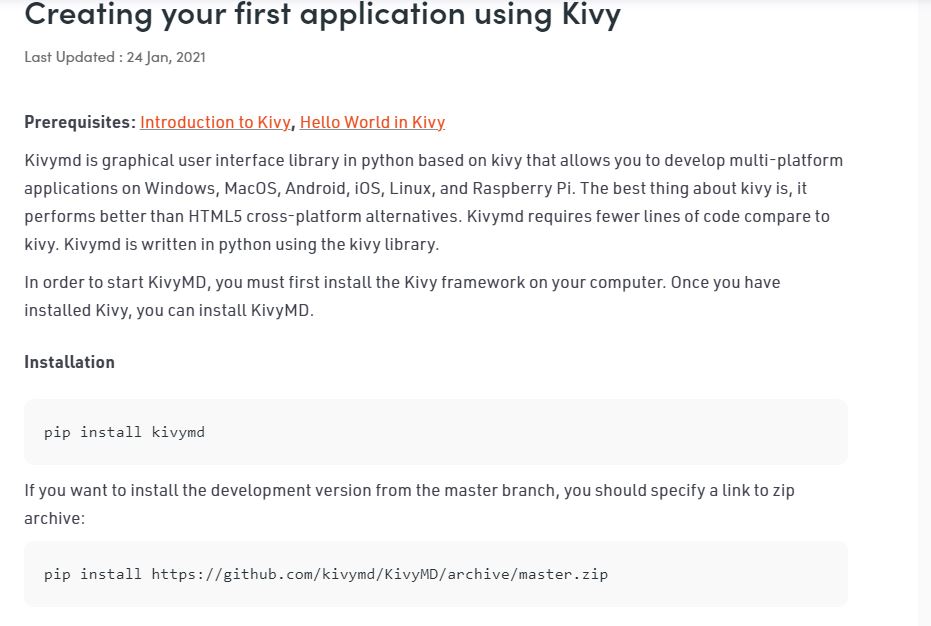 Creating your first application using Kivy
Last Updated : 24 Jan, 2021
Prerequisites: Introduction to Kivy, Hello World in Kivy
Kivymd is graphical user interface library in python based on kivy that allows you to develop multi-platform
applications on Windows, MacOS, Android, iOS, Linux, and Raspberry Pi. The best thing about kivy is, it
performs better than HTML5 cross-platform alternatives. Kivymd requires fewer lines of code compare to
kivy. Kivymd is written in python using the kivy library.
In order to start KivyMD, you must first install the Kivy framework on your computer. Once you have
installed Kivy, you can install KivyMD.
Installation
pip install kivymd
If you want to install the development version from the master branch, you should specify a link to zip
archive:
pip install https://github.com/kivymd/KivyMD/archive/master.zip